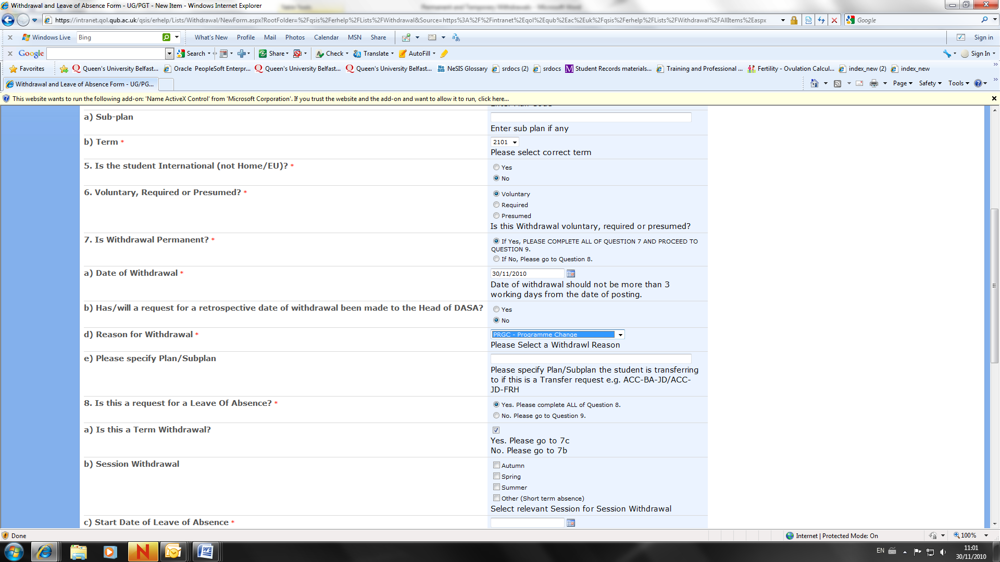 Withdrawal and Leave of Absence Form - UG/PGT - New Item - Windows Internet Explorer
https://intranet.qol.qub.ac.uk/qsis/erhelp/Lists/Withdrawal/NewForm.aspx?RootFolder=%2Fqsis%2Ferhelp%2FLists%2FWithdrawal&Source=https%3A%2F%2Fintranet%2Eqol%2Equb%2Eac%2Euk%2Fqsis%2Ferhelp%2FLists%2FWithdrawal%2FAllItems%2Easpx
Google
x Windows Live Bing What's New Profile Mail Photos Calendar MSN Share Sign in
x Google Search Share Check Translate AutoFill Sign In
Favorites Queen's University Belfast... Oracle PeopleSoft Enterpr... Queen's University Belfast... Queen's University Belfast... NeSIS Glossary srdocs (2) srdocs Student Records materials... Training and Professional ... Fertility - Ovulation Calcul... index_new (2) index_new
Withdrawal and Leave of Absence Form - UG/PG... Page Safety Tools
This website wants to run the following add-on: 'Name ActiveX Control' from 'Microsoft Corporation'. If you trust the website and the add-on and want to allow it to run, click here...
a) Sub-plan
Enter sub plan if any
b) Term *
2101
Please select correct term
5. Is the student International (not Home/EU)? *
Yes
No
6. Voluntary, Required or Presumed? *
Voluntary
Required
Presumed
Is this Withdrawal voluntary, required or presumed?
7. Is Withdrawal Permanent? *
If Yes, PLEASE COMPLETE ALL OF QUESTION 7 AND PROCEED TO
QUESTION 9.
If No, Please go to Question 8.
a) Date of Withdrawal *
30/11/2010
Date of withdrawal should not be more than 3
working days from the date of posting.
b) Has/will a request for a retrospective date of withdrawal been made to the Head of DASA?
Yes
No
d) Reason for Withdrawal *
PRGC - Programme Change
Please Select a Withdrawl Reason
e) Please specify Plan/Subplan
Please specify Plan/Subplan the student is transferring
to if this is a Transfer request e.g. ACC-BA-JD/ACC-
JD-FRH
8. Is this a request for a Leave Of Absence? *
Yes. Please complete ALL of Question 8.
No. Please go to Question 9.
a) Is this a Term Withdrawal?
Yes. Please go to 7c
No. Please go to 7b
b) Session Withdrawal
Autumn
Spring
Summer
Other (Short term absence)
Select relevant Session for Session Withdrawal
c) Start Date of Leave of Absence *
Done Internet | Protected Mode: On 100%
EN 11:01
30/11/2010